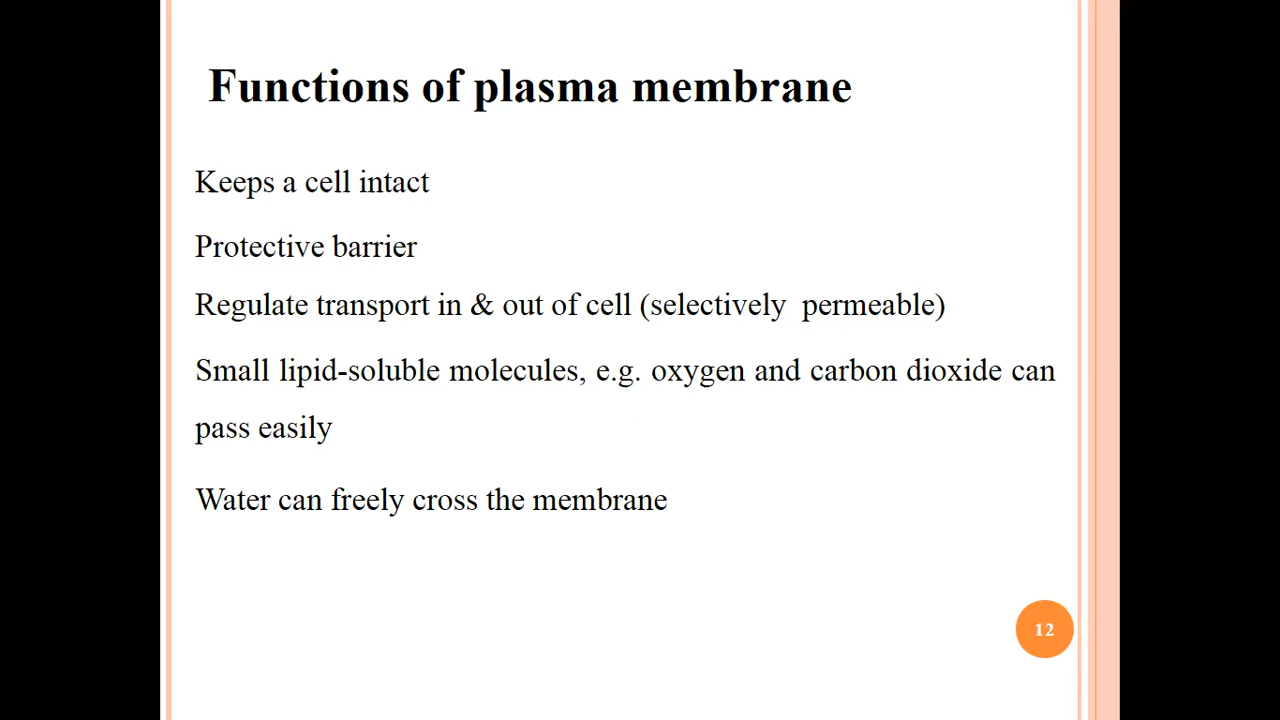 Functions of plasma membrane
Keeps a cell intact
Protective barrier
Regulate transport in & out of cell (selectively  permeable)
Small lipid-soluble molecules, e.g. oxygen and carbon dioxide can
pass easily
Water can freely cross the membrane
12